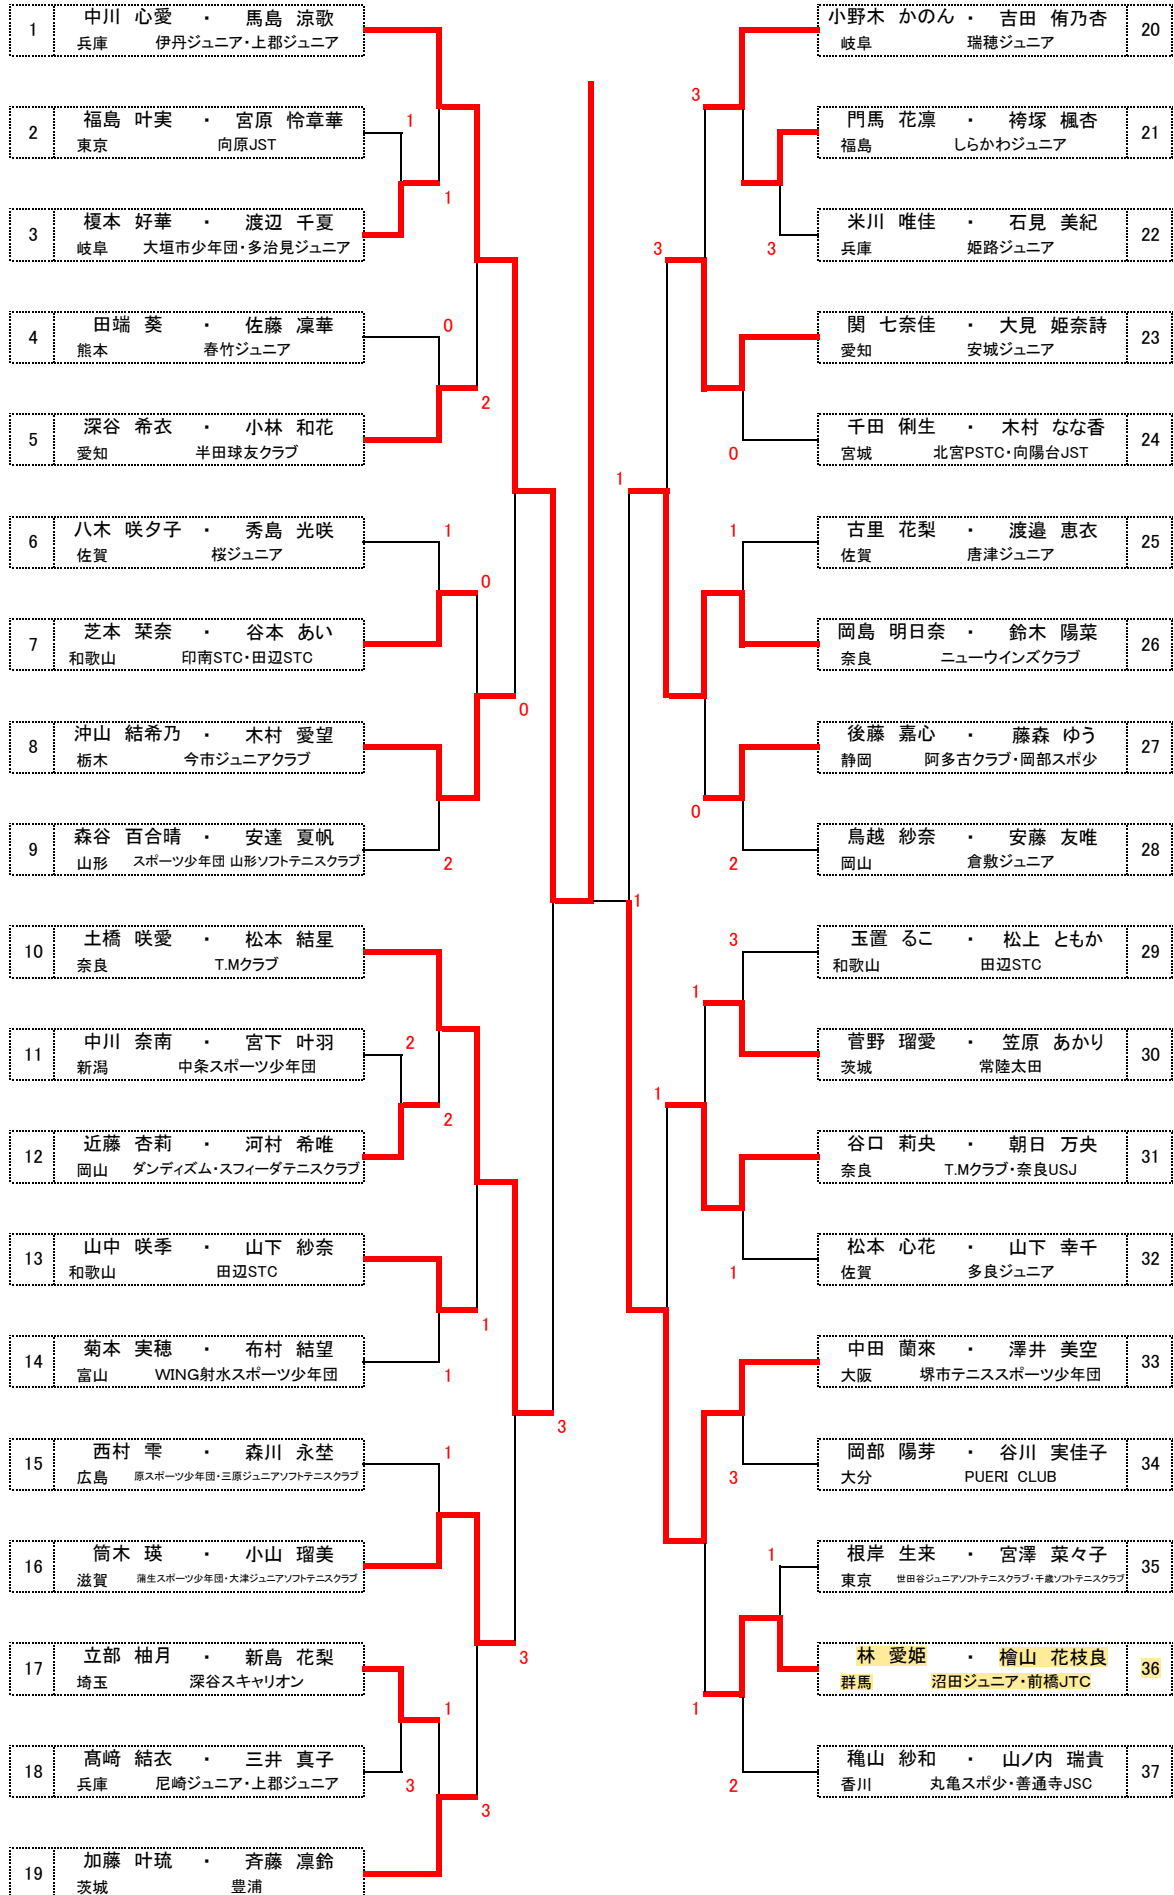 1 中川 心愛 ・ 馬島 涼歌
兵庫 伊丹ジュニア・上郡ジュニア
2 福島 叶実 ・ 宮原 怜章華
東京 向原JST
1
3 榎本 好華 ・ 渡辺 千夏
岐阜 大垣市少年団・多治見ジュニア
1
4 田端 葵 ・ 佐藤 凜華
熊本 春竹ジュニア
0
5 深谷 希衣 ・ 小林 和花
愛知 半田球友クラブ
2
6 八木 咲夕子 ・ 秀島 光咲
佐賀 桜ジュニア
1
0
7 芝本 栞奈 ・ 谷本 あい
和歌山 印南STC・田辺STC
0
8 沖山 結希乃 ・ 木村 愛望
栃木 今市ジュニアクラブ
9 森谷 百合晴 ・ 安達 夏帆
山形 スポーツ少年団 山形ソフトテニスクラブ
2
10 土橋 咲愛 ・ 松本 結星
奈良 T.Mクラブ
11 中川 奈南 ・ 宮下 叶羽
新潟 中条スポーツ少年団
2
2
12 近藤 杏莉 ・ 河村 希唯
岡山 ダンディズム・スフィーダテニスクラブ
13 山中 咲季 ・ 山下 紗奈
和歌山 田辺STC
1
14 菊本 実穂 ・ 布村 結望
富山 WING射水スポーツ少年団
1
3
15 西村 雫 ・ 森川 永埜
広島 原スポーツ少年団・三原ジュニアソフトテニスクラブ
1
16 筒木 瑛 ・ 小山 瑠美
滋賀 蒲生スポーツ少年団・大津ジュニアソフトテニスクラブ
3
17 立部 柚月 ・ 新島 花梨
埼玉 深谷スキャリオン
1
18 髙﨑 結衣 ・ 三井 真子
兵庫 尼崎ジュニア・上郡ジュニア
3
3
19 加藤 叶琉 ・ 斉藤 凛鈴
茨城 豊浦
小野木 かのん ・ 吉田 侑乃杏 20
岐阜 瑞穂ジュニア
3
門馬 花凛 ・ 袴塚 楓杏 21
福島 しらかわジュニア
米川 唯佳 ・ 石見 美紀 22
兵庫 姫路ジュニア
3
3
関 七奈佳 ・ 大見 姫奈詩 23
愛知 安城ジュニア
千田 俐生 ・ 木村 なな香 24
宮城 北宮PSTC・向陽台JST
0
1
古里 花梨 ・ 渡邉 恵衣 25
佐賀 唐津ジュニア
1
岡島 明日奈 ・ 鈴木 陽菜 26
奈良 ニューウインズクラブ
後藤 嘉心 ・ 藤森 ゆう 27
静岡 阿多古クラブ・岡部スポ少
0
鳥越 紗奈 ・ 安藤 友唯 28
岡山 倉敷ジュニア
2
1
玉置 るこ ・ 松上 ともか 29
和歌山 田辺STC
3
1
菅野 瑠愛 ・ 笠原 あかり 30
茨城 常陸太田
1
谷口 莉央 ・ 朝日 万央 31
奈良 T.Mクラブ・奈良USJ
松本 心花 ・ 山下 幸千 32
佐賀 多良ジュニア
1
中田 蘭來 ・ 澤井 美空 33
大阪 堺市テニススポーツ少年団
岡部 陽芽 ・ 谷川 実佳子 34
大分 PUERI CLUB
3
根岸 生来 ・ 宮澤 菜々子 35
東京 世田谷ジュニアソフトテニスクラブ・千歳ソフトテニスクラブ
1
林 愛姫 ・ 檜山 花枝良 36
群馬 沼田ジュニア・前橋JTC
1
穐山 紗和 ・ 山ノ内 瑞貴 37
香川 丸亀スポ少・善通寺JSC
2